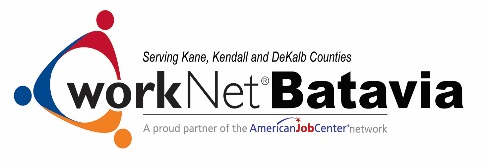 Serving Kane, Kendall and DeKalb Counties
workNet® Batavia
A proud partner of the AmericanJobCenter® network